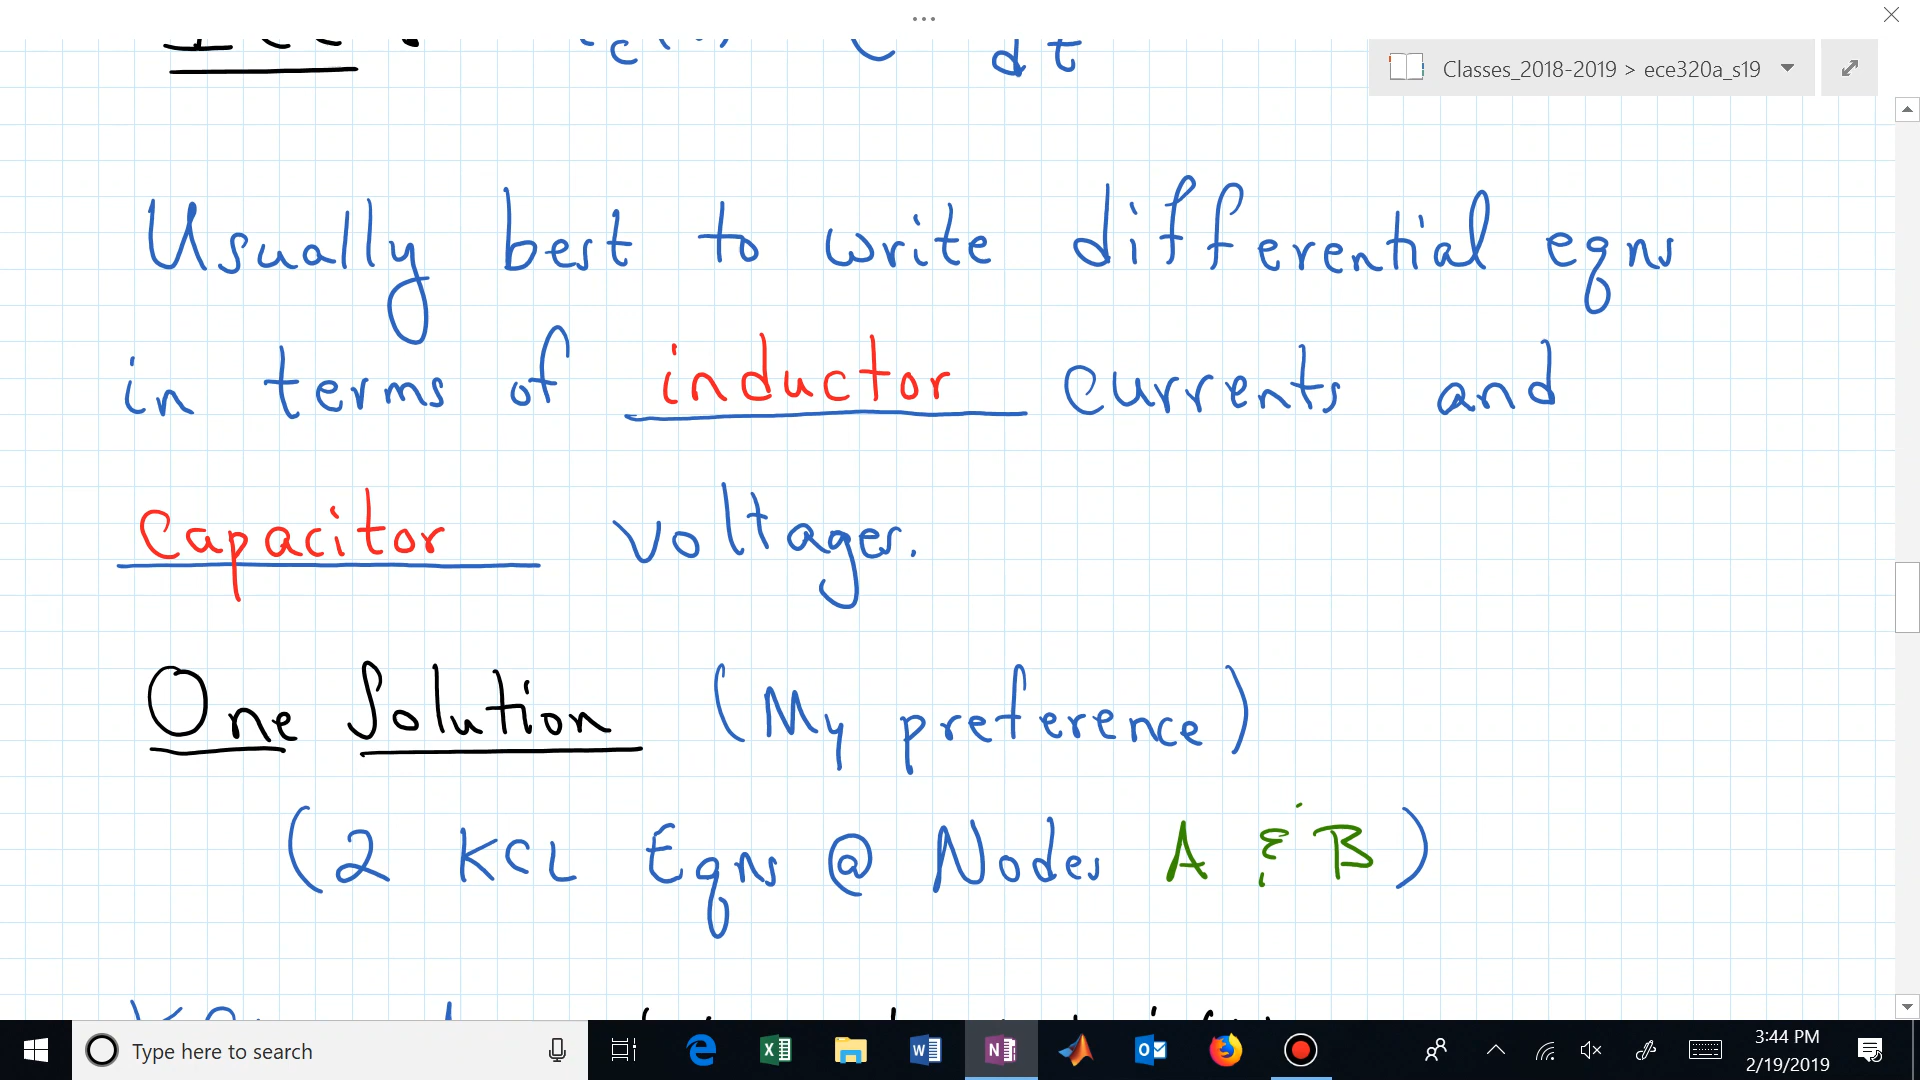 Classes_2018-2019 > ece320a_s19
Usually best to write differential eqns
in terms of inductor currents and
capacitor voltages.
One Solution (My preference)
(2 KCL Eqns @ Nodes A & B)
Type here to search
3:44 PM
2/19/2019